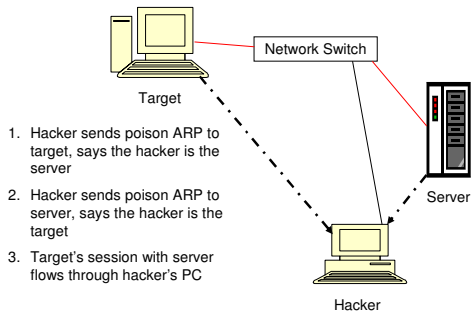 Network Switch
Target
Server
1. Hacker sends poison ARP to
target, says the hacker is the
server
2. Hacker sends poison ARP to
server, says the hacker is the
target
3. Target's session with server
flows through hacker's PC
Hacker